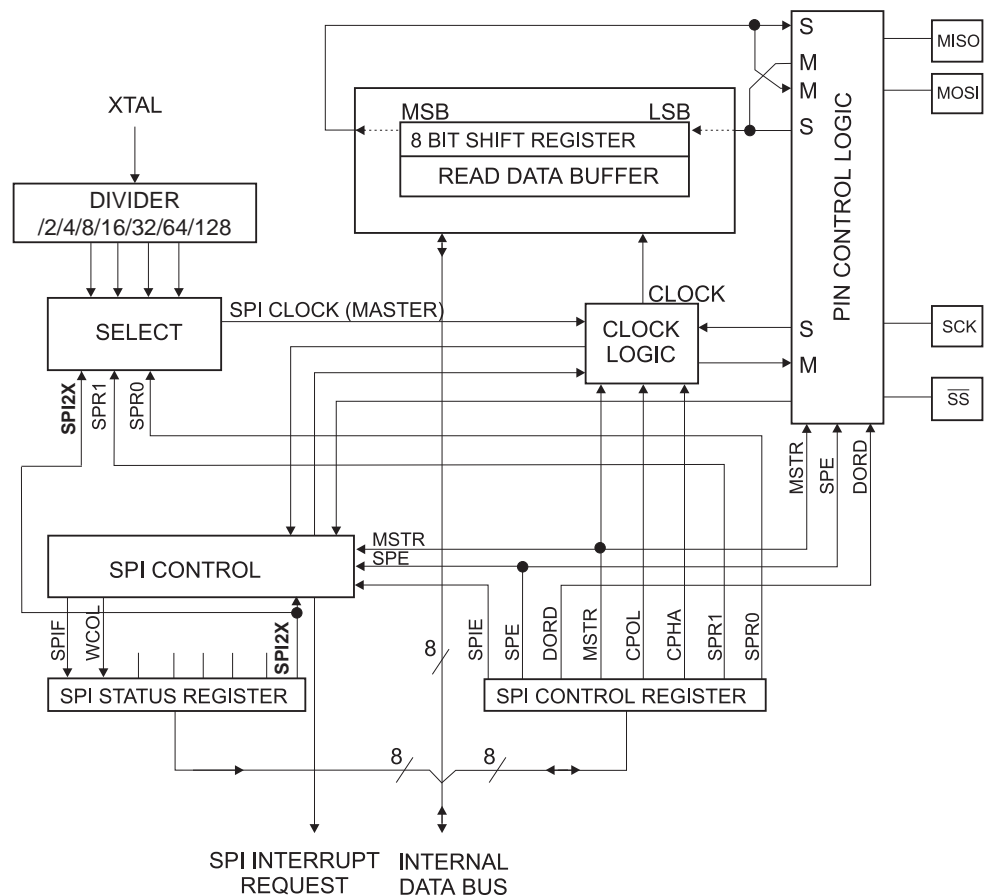 S
MISO
M
MOSI
M
XTAL
MSB
LSB
S
8 BIT SHIFT REGISTER
READ DATA BUFFER
DIVIDER
/2/4/8/16/32/64/128
PIN CONTROL LOGIC
SPI CLOCK (MASTER)
CLOCK
SELECT
CLOCK
LOGIC
S
SCK
M
SS
SPI2X
SPR1
SPR0
MSTR
SPE
DORD
MSTR
SPE
SPI CONTROL
SPIF
WCOL
SPI2X
8
SPIE
SPE
DORD
MSTR
CPOL
CPHA
SPR1
SPR0
SPI STATUS REGISTER
SPI CONTROL REGISTER
8
8
SPI INTERRUPT
REQUEST
INTERNAL
DATA BUS